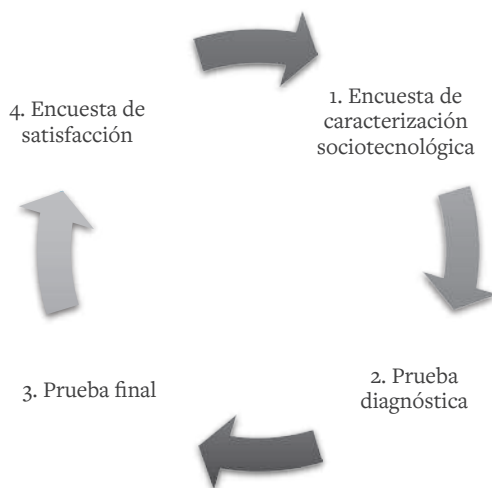 1. Encuesta de
caracterización
sociotecnológica
2. Prueba
diagnóstica
3. Prueba final
4. Encuesta de
satisfacción